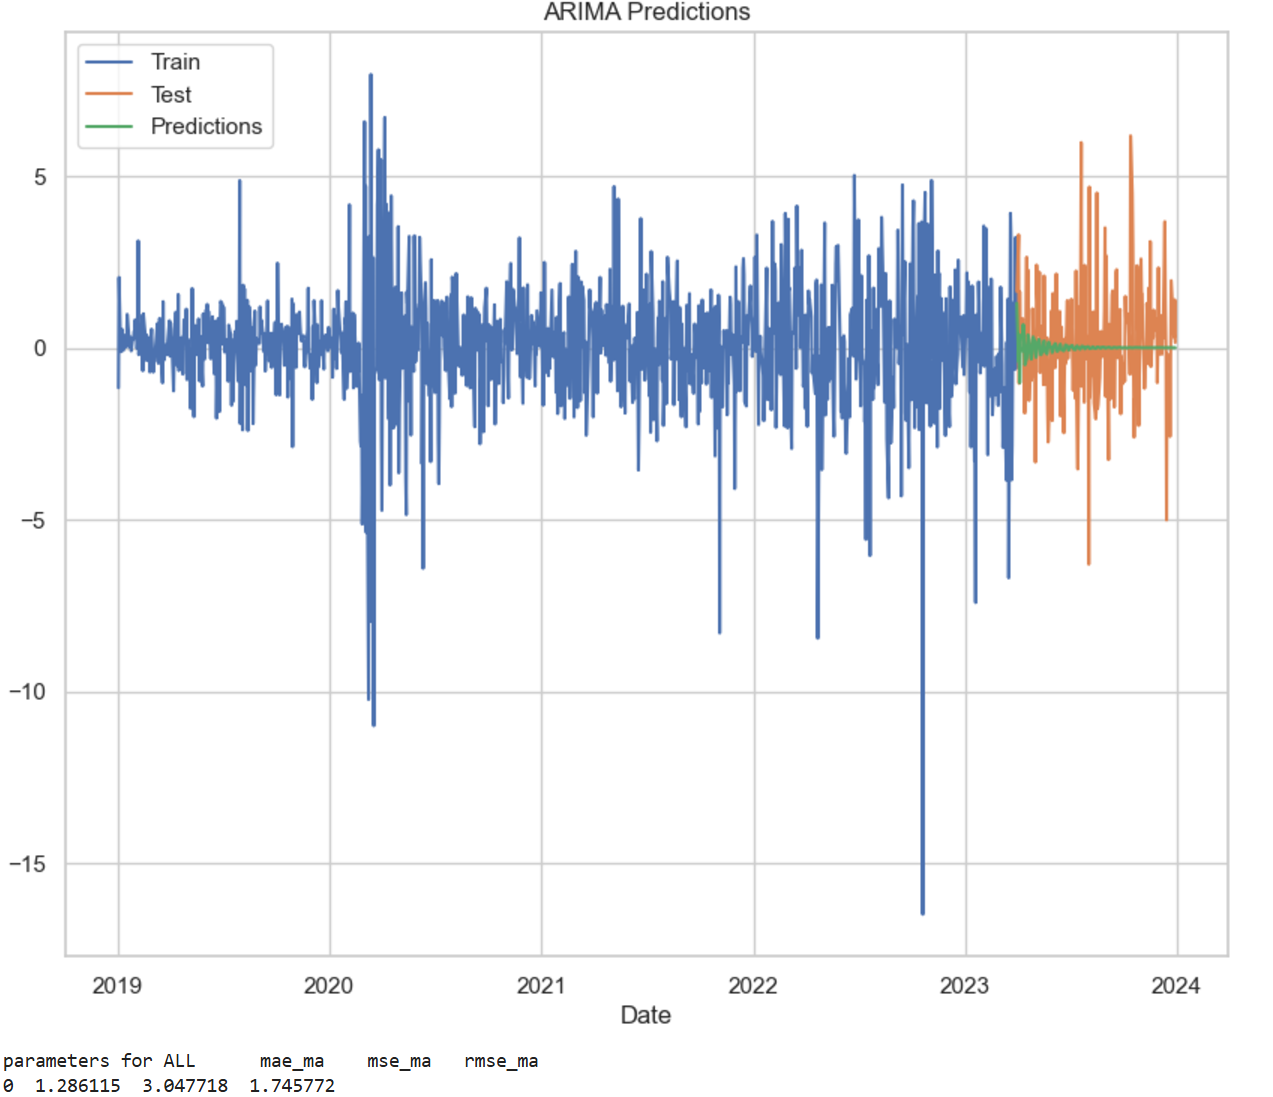 ARIMA Predictions
Train
Test
Predictions
5
0
−5
−10
−15
2019 2020 2021 2022 2023 2024
Date
parameters for ALL mae_ma mse_ma rmse_ma
0 1.286115 3.047718 1.745772